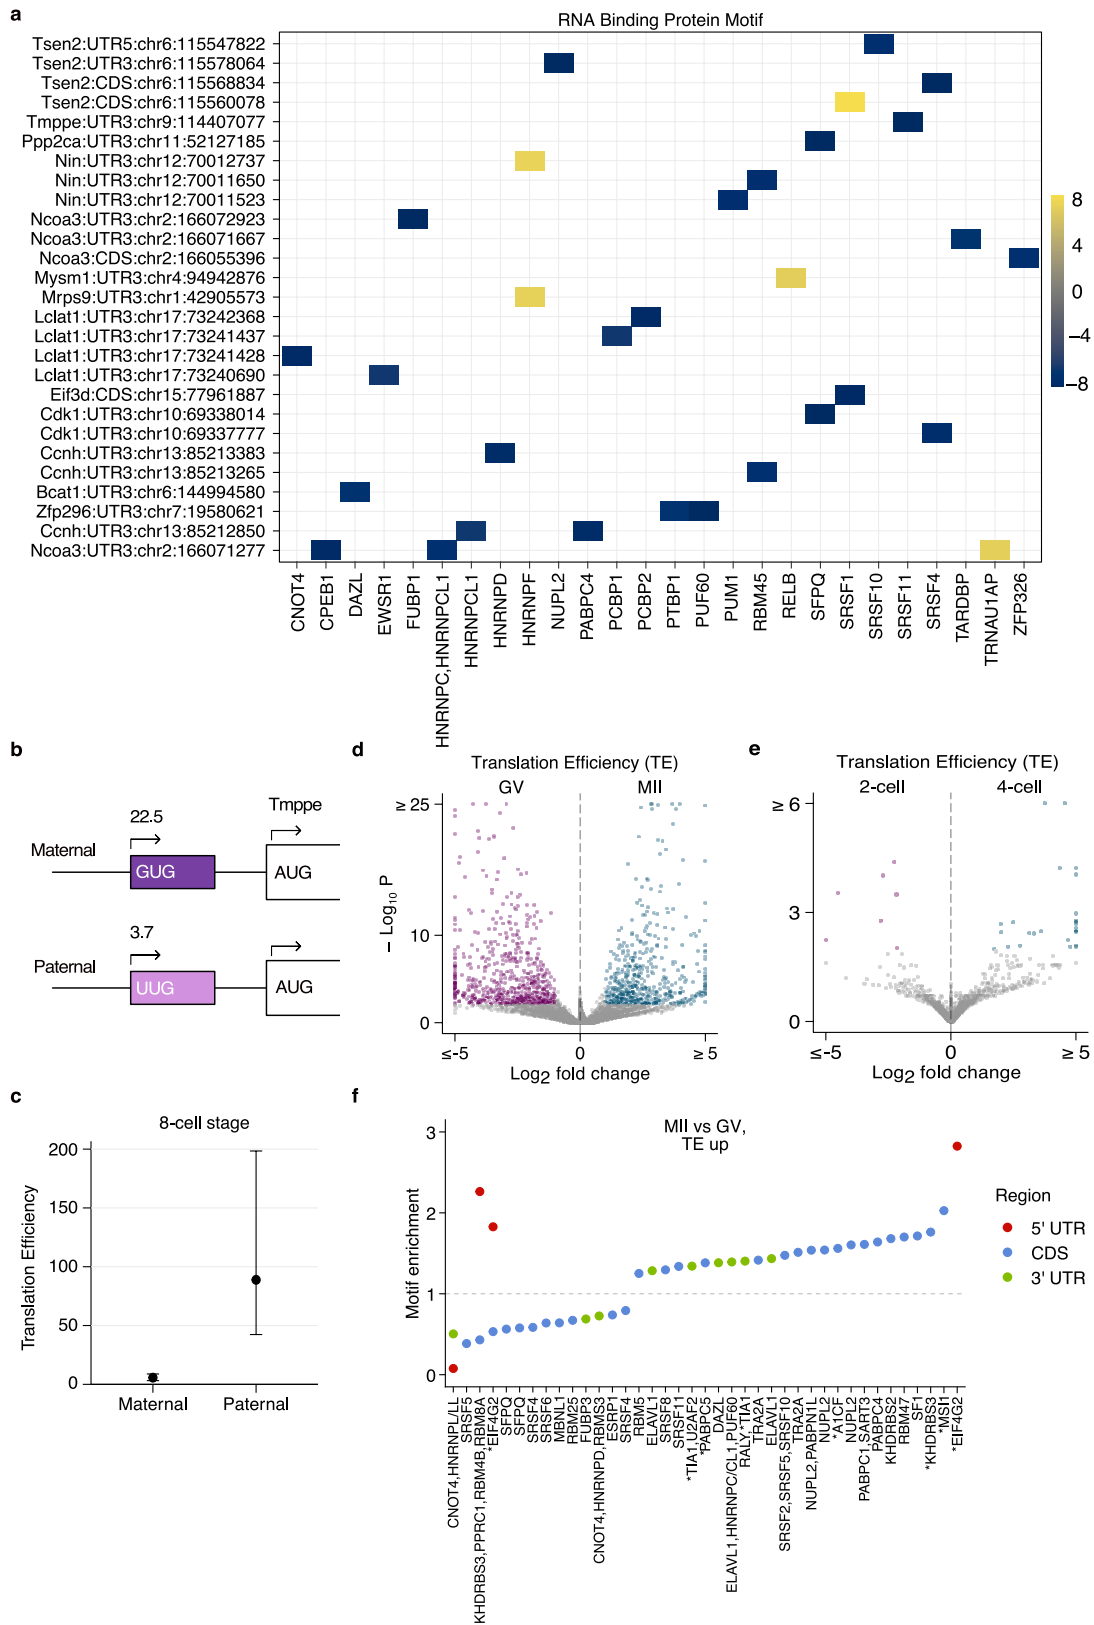 a
RNA Binding Protein Motif
Tsen2:UTR5:chr6:115547822
Tsen2:UTR3:chr6:115578064
Tsen2:CDS:chr6:115568834
Tsen2:CDS:chr6:115560078
Tmppe:UTR3:chr9:114407077
Ppp2ca:UTR3:chr11:52127185
Nin:UTR3:chr12:70012737
Nin:UTR3:chr12:70011650
Nin:UTR3:chr12:70011523
Ncoa3:UTR3:chr2:166072923
Ncoa3:UTR3:chr2:166071667
Ncoa3:CDS:chr2:166055396
Mysm1:UTR3:chr4:94942876
Mrps9:UTR3:chr1:42905573
Lclat1:UTR3:chr17:73242368
Lclat1:UTR3:chr17:73241437
Lclat1:UTR3:chr17:73241428
Lclat1:UTR3:chr17:73240690
Eif3d:CDS:chr15:77961887
Cdk1:UTR3:chr10:69338014
Cdk1:UTR3:chr10:69337777
Ccnh:UTR3:chr13:85213383
Ccnh:UTR3:chr13:85213265
Bcat1:UTR3:chr6:144994580
Zfp296:UTR3:chr7:19580621
Ccnh:UTR3:chr13:85212850
Ncoa3:UTR3:chr2:166071277
8
4
0
−4
−8
CNOT4
CPEB1
DAZL
EWSR1
FUBP1
HNRNPC,HNRNPCL1
HNRNPCL1
HNRNPD
HNRNPF
NUPL2
PABPC4
PCBP1
PCBP2
PTBP1
PUF60
PUM1
RBM45
RELB
SFPQ
SRSF1
SRSF10
SRSF11
SRSF4
TARDBP
TRNAU1AP
ZFP326
b
Maternal
22.5
GUG
Tmppe
AUG
Paternal
3.7
UUG
AUG
c
8-cell stage
Translation Efficiency
200
150
100
50
0
Maternal
Paternal
d
Translation Efficiency (TE)
GV
MII
− Log10 P
≥ 25
10
0
≤-5
0
≥ 5
Log2 fold change
e
Translation Efficiency (TE)
2-cell
4-cell
≥ 6
3
0
≤-5
0
≥ 5
Log2 fold change
f
MII vs GV,
TE up
Motif enrichment
3
2
1
0
Region
5' UTR
CDS
3' UTR
CNOT4,HNRNPL/LL
SRSF5
KHDRBS3,PPRC1,RBM4B,RBM8A
*EIF4G2
SFPQ
SFPQ
SRSF4
SRSF6
MBNL1
RBM25
FUBP3
CNOT4,HNRNPD,RBMS3
ESRP1
SRSF4
RBM5
ELAVL1
SRSF8
SRSF11
*TIA1,U2AF2
*PABPC5
DAZL
ELAVL1,HNRNPC/CL1,PUF60
RALY,*TIA1
TRA2A
ELAVL1
SRSF2,SRSF5,SRSF10
TRA2A
NUPL2,PABPN1L
NUPL2
*A1CF
NUPL2
PABPC1,SART3
PABPC4
KHDRBS2
RBM47
SF1
*KHDRBS3
*MSI1
*EIF4G2